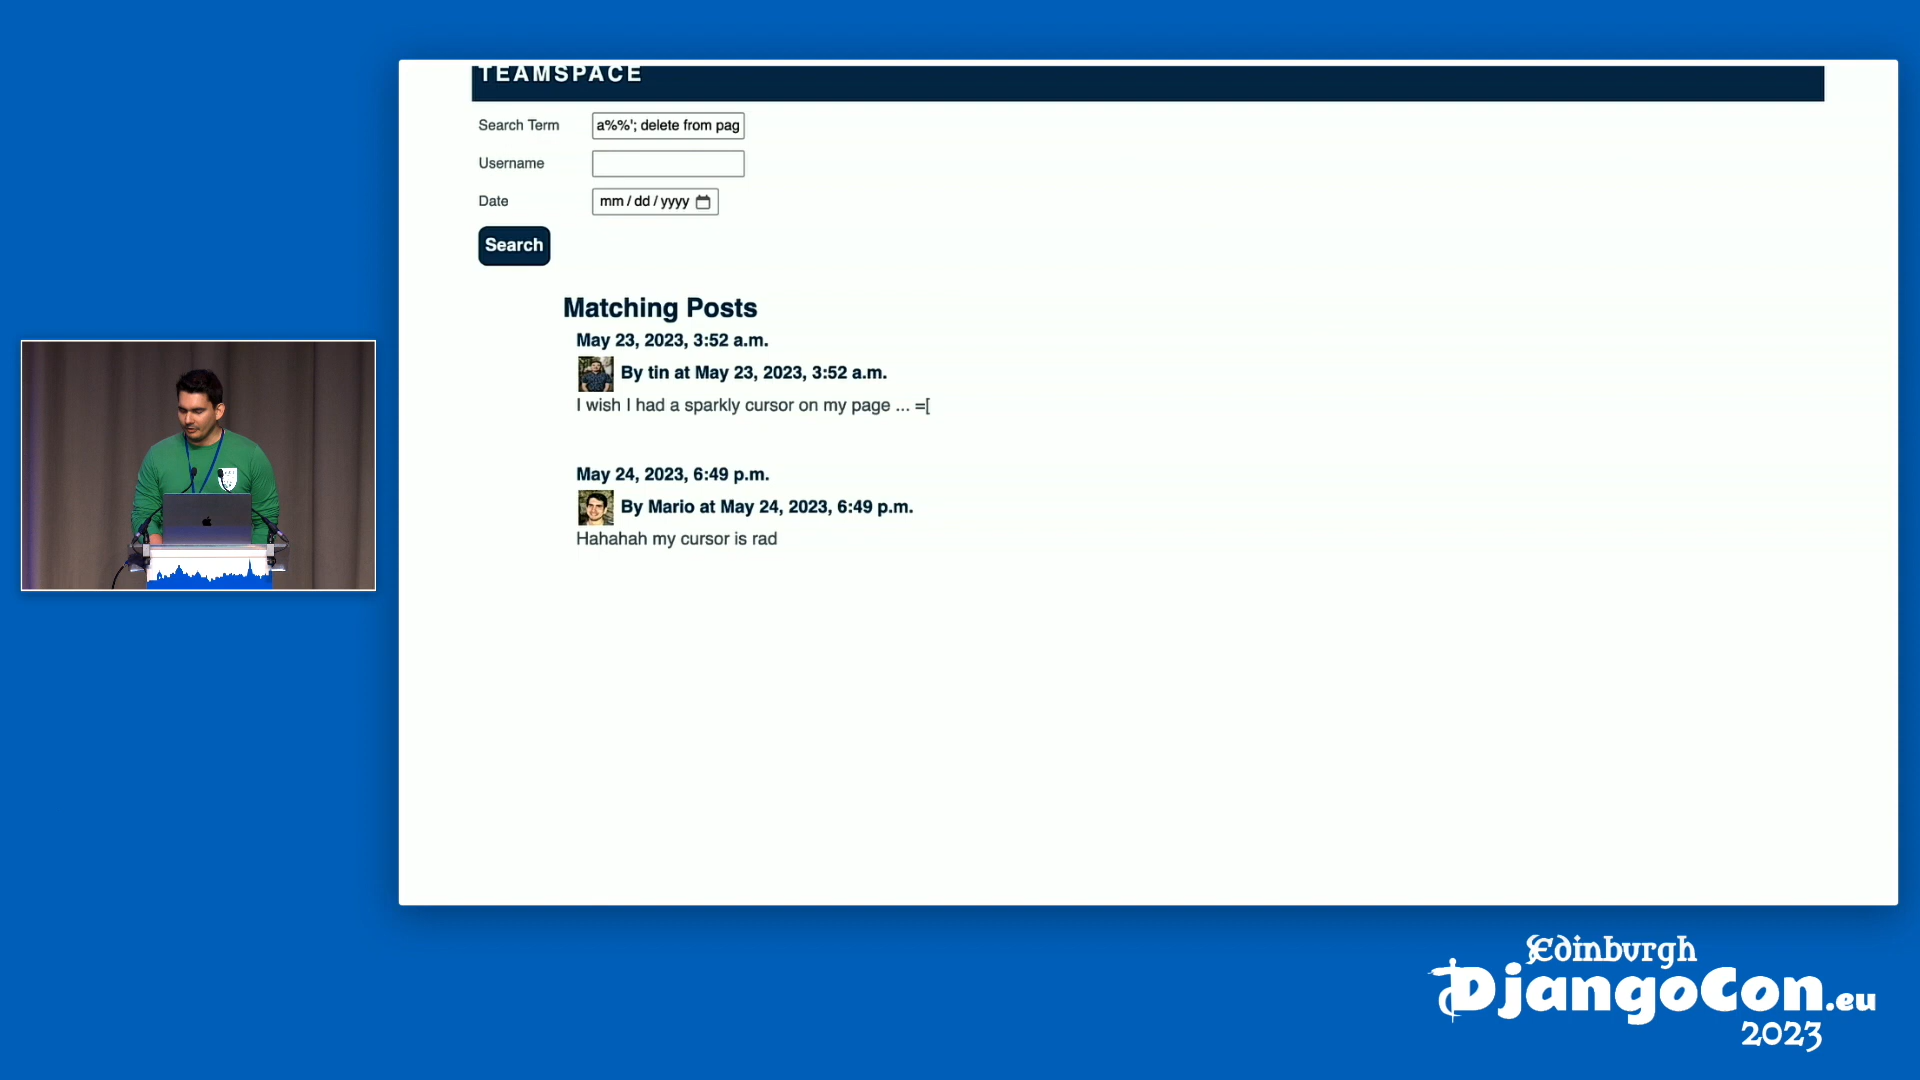 TEAMSPACE
Search Term
a%%'; delete from pag
Username
Date
mm / dd / yyyy
Search
Matching Posts
May 23, 2023, 3:52 a.m.
By tin at May 23, 2023, 3:52 a.m.
I wish I had a sparkly cursor on my page ... =[
May 24, 2023, 6:49 p.m.
By Mario at May 24, 2023, 6:49 p.m.
Hahahah my cursor is rad
Edinburgh
DjangoCon.eu
2023